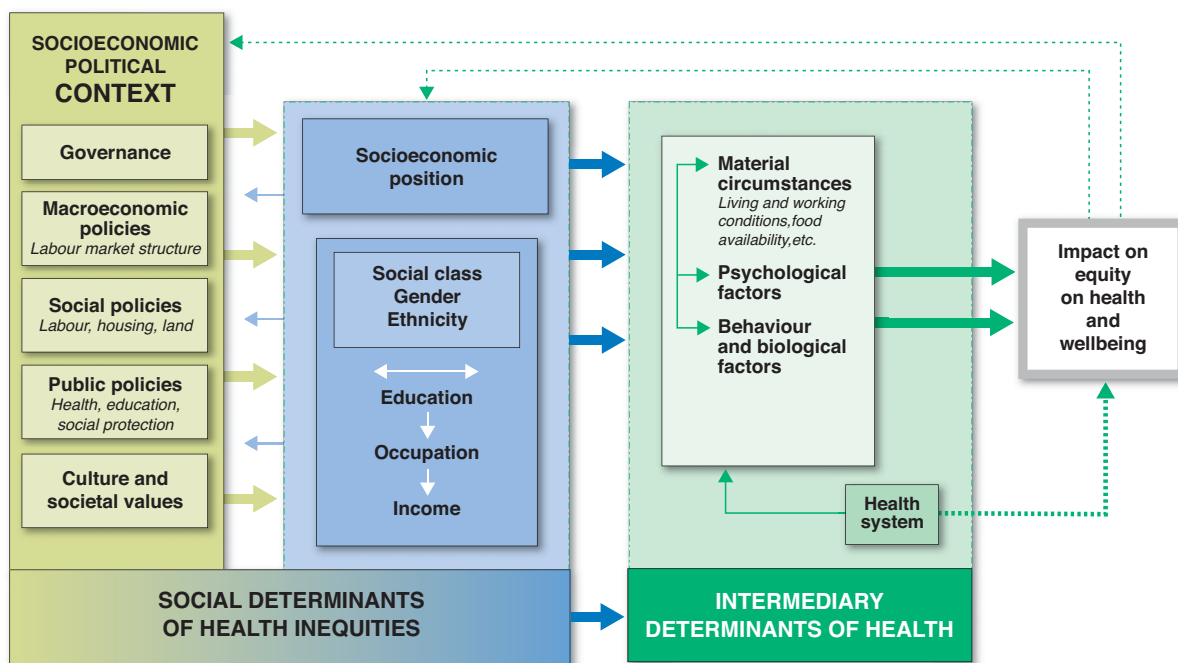 SOCIOECONOMIC
POLITICAL
CONTEXT
Governance
Macroeconomic
policies
Labour market structure
Social policies
Labour, housing, land
Public policies
Health, education,
social protection
Culture and
societal values
Socioeconomic
position
Social class
Gender
Ethnicity
Education
Occupation
Income
SOCIAL DETERMINANTS
OF HEALTH INEQUITIES
Material
circumstances
Living and working
conditions,food
availability,etc.
Psychological
factors
Behaviour
and biological
factors
Health
system
INTERMEDIARY
DETERMINANTS OF HEALTH
Impact on
equity
on health
and
wellbeing